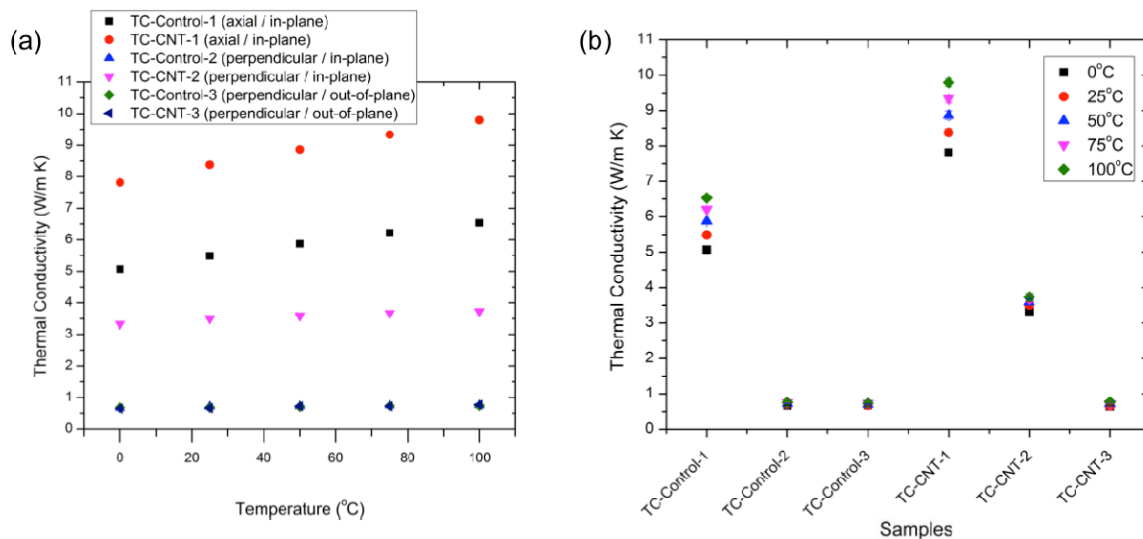 (a)
TC-Control-1 (axial / in-plane)
TC-CNT-1 (axial / in-plane)
TC-Control-2 (perpendicular / in-plane)
TC-CNT-2 (perpendicular / in-plane)
TC-Control-3 (perpendicular / out-of-plane)
TC-CNT-3 (perpendicular / out-of-plane)
Thermal Conductivity (W/m K)
11
10
9
8
7
6
5
4
3
2
1
0
0 20 40 60 80 100
Temperature (°C)
(b)
0°C
25°C
50°C
75°C
100°C
Thermal Conductivity (W/m K)
11
10
9
8
7
6
5
4
3
2
1
0
TC-Control-1
TC-Control-2
TC-Control-3
TC-CNT-1
TC-CNT-2
TC-CNT-3
Samples